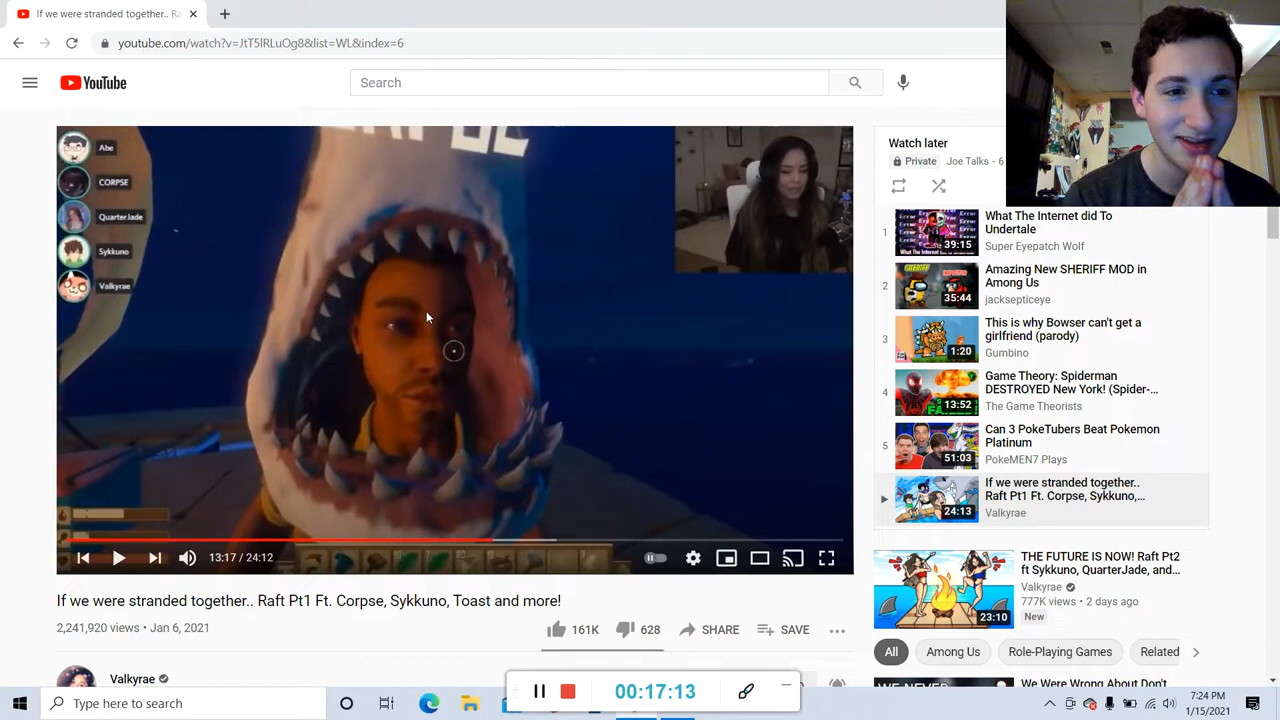 If we were stranded together.. Ra
youtube.com/watch?v=JtT5lRLuOg8&list=WL&index=6
YouTube
Search
Abe
CORPSE
QuarterJade
Sykkuno
Valkyrae
13:17 / 24:12
If we were stranded together.. Raft Pt1 Ft. Corpse, Sykkuno, Toast and more!
2,241,920 views • Jan 6, 2021
161K
628
SHARE
SAVE
Valkyrae
Watch later
Private
Joe Talks - 6
1
39:15
What The Internet did To
Undertale
Super Eyepatch Wolf
2
35:44
Amazing New SHERIFF MOD in
Among Us
jacksepticeye
3
1:20
This is why Bowser can't get a
girlfriend (parody)
Gumbino
4
13:52
Game Theory: Spiderman
DESTROYED New York! (Spider-...
The Game Theorists
5
51:03
Can 3 PokeTubers Beat Pokemon
Platinum
PokeMEN7 Plays
24:13
If we were stranded together..
Raft Pt1 Ft. Corpse, Sykkuno,...
Valkyrae
23:10
THE FUTURE IS NOW! Raft Pt2
ft Sykkuno, QuarterJade, and...
Valkyrae
777K views • 2 days ago
New
All
Among Us
Role-Playing Games
Related
WE NEVER
We Were Wrong About Don't
00:17:13
Type here to search
7:24 PM
1/15/2021